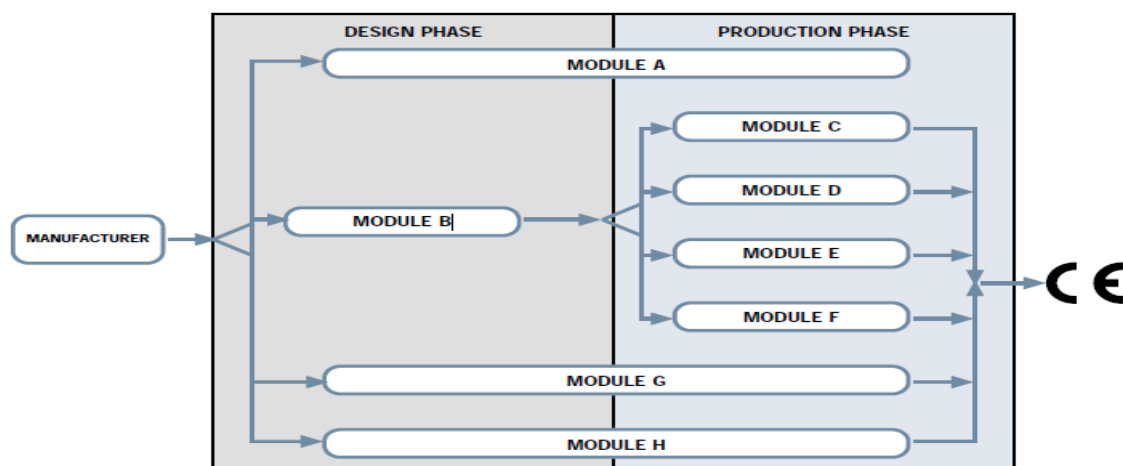 DESIGN PHASE
PRODUCTION PHASE
MODULE A
MODULE C
MODULE D
MODULE B
MANUFACTURER
MODULE E
MODULE F
MODULE G
MODULE H
CE